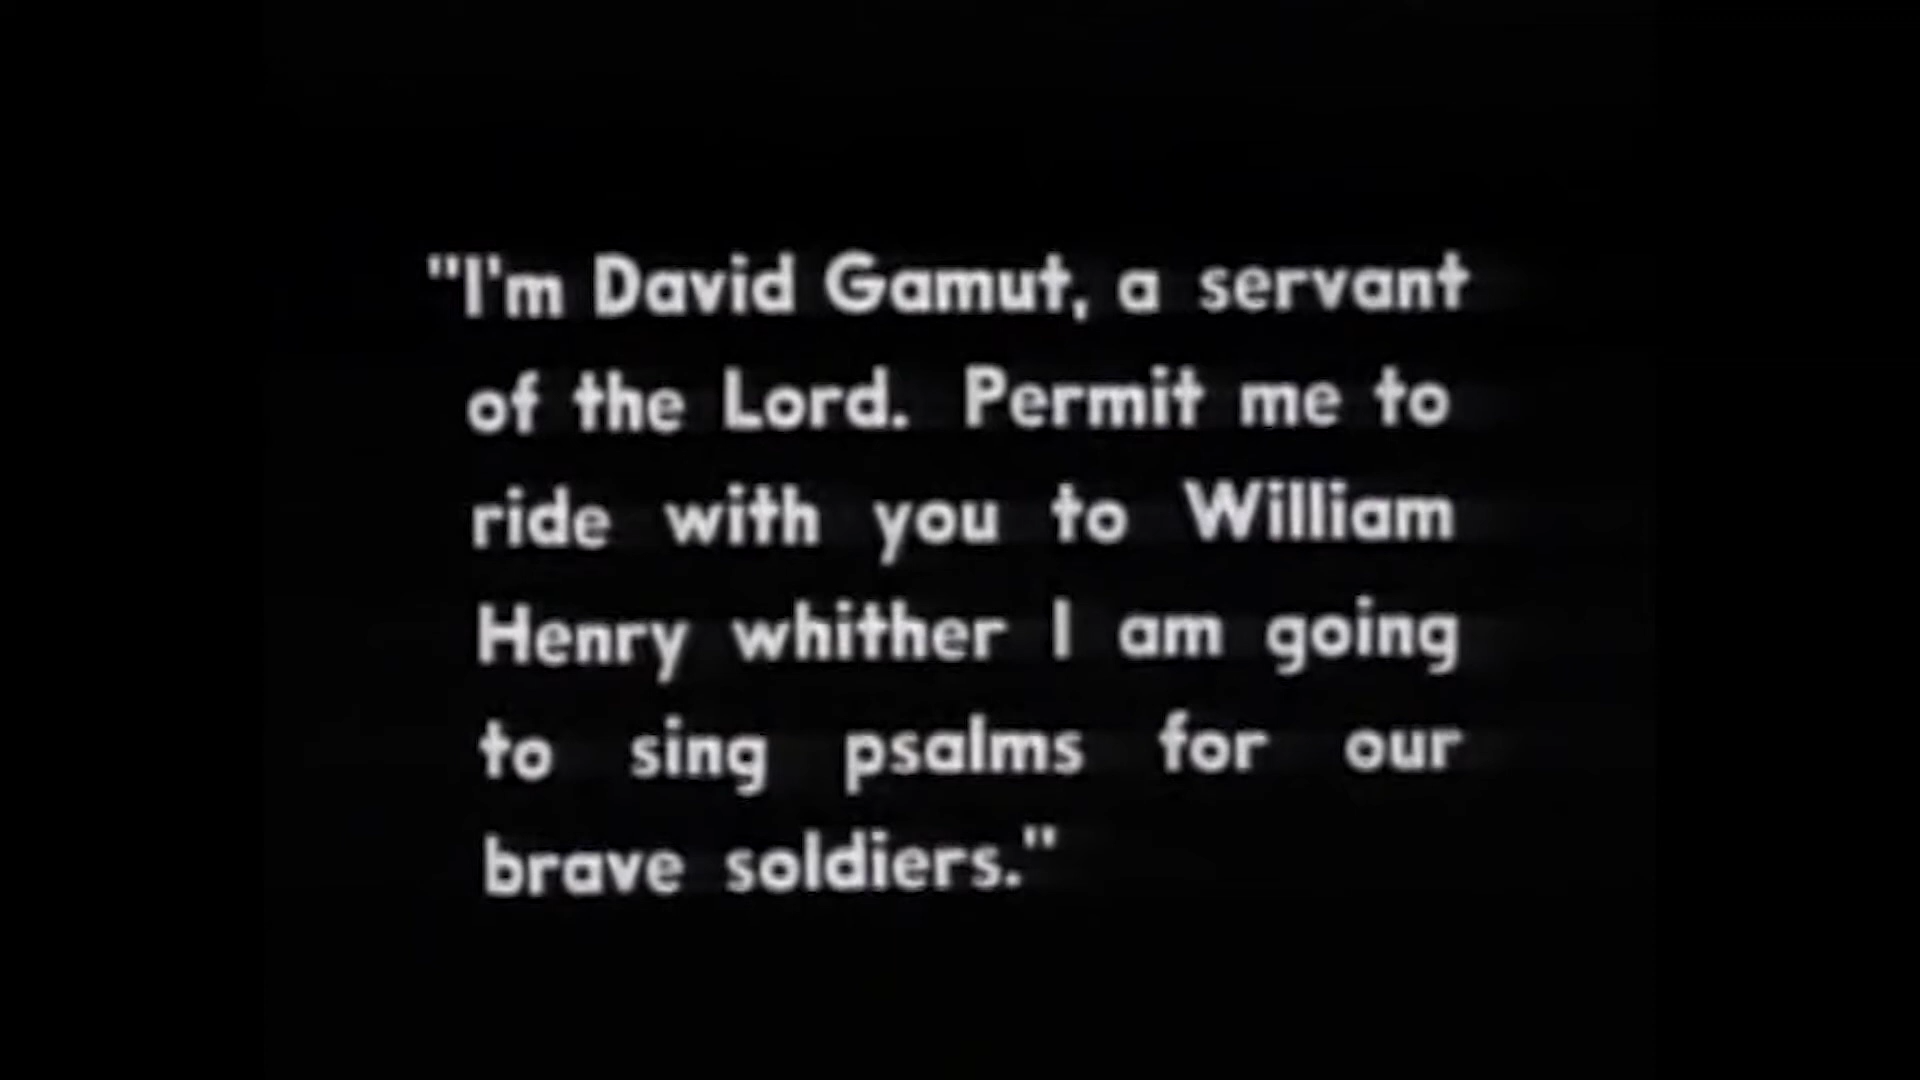 "I'm David Gamut, a servant
of the Lord. Permit me to
ride with you to William
Henry whither I am going
to sing psalms for our
brave soldiers."